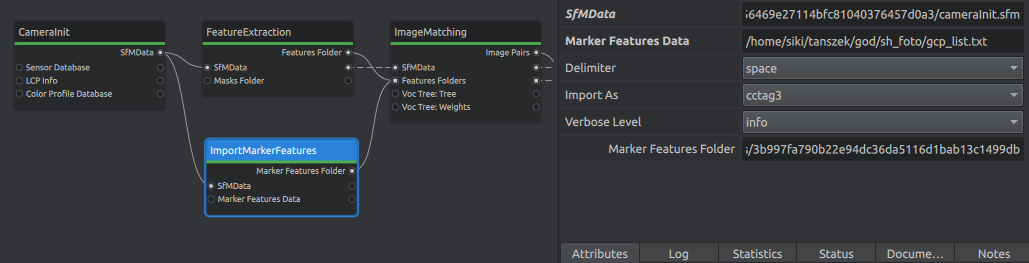 CameraInit
SfMData
Sensor Database
LCP Info
Color Profile Database
FeatureExtraction
Features Folder
SfMData
Masks Folder
ImageMatching
Image Pairs
SfMData
Features Folders
Voc Tree: Tree
Voc Tree: Weights
ImportMarkerFeatures
Marker Features Folder
SfMData
Marker Features Data
SfMData 56469e27114bfc81040376457d0a3/cameraInit.sfm
Marker Features Data /home/siki/tanszek/god/sh_foto/gcp_list.txt
Delimiter space
Import As cctag3
Verbose Level info
Marker Features Folder s/3b997fa790b22e94dc36da5116d1bab13c1499db
Attributes Log Statistics Status Docume... Notes